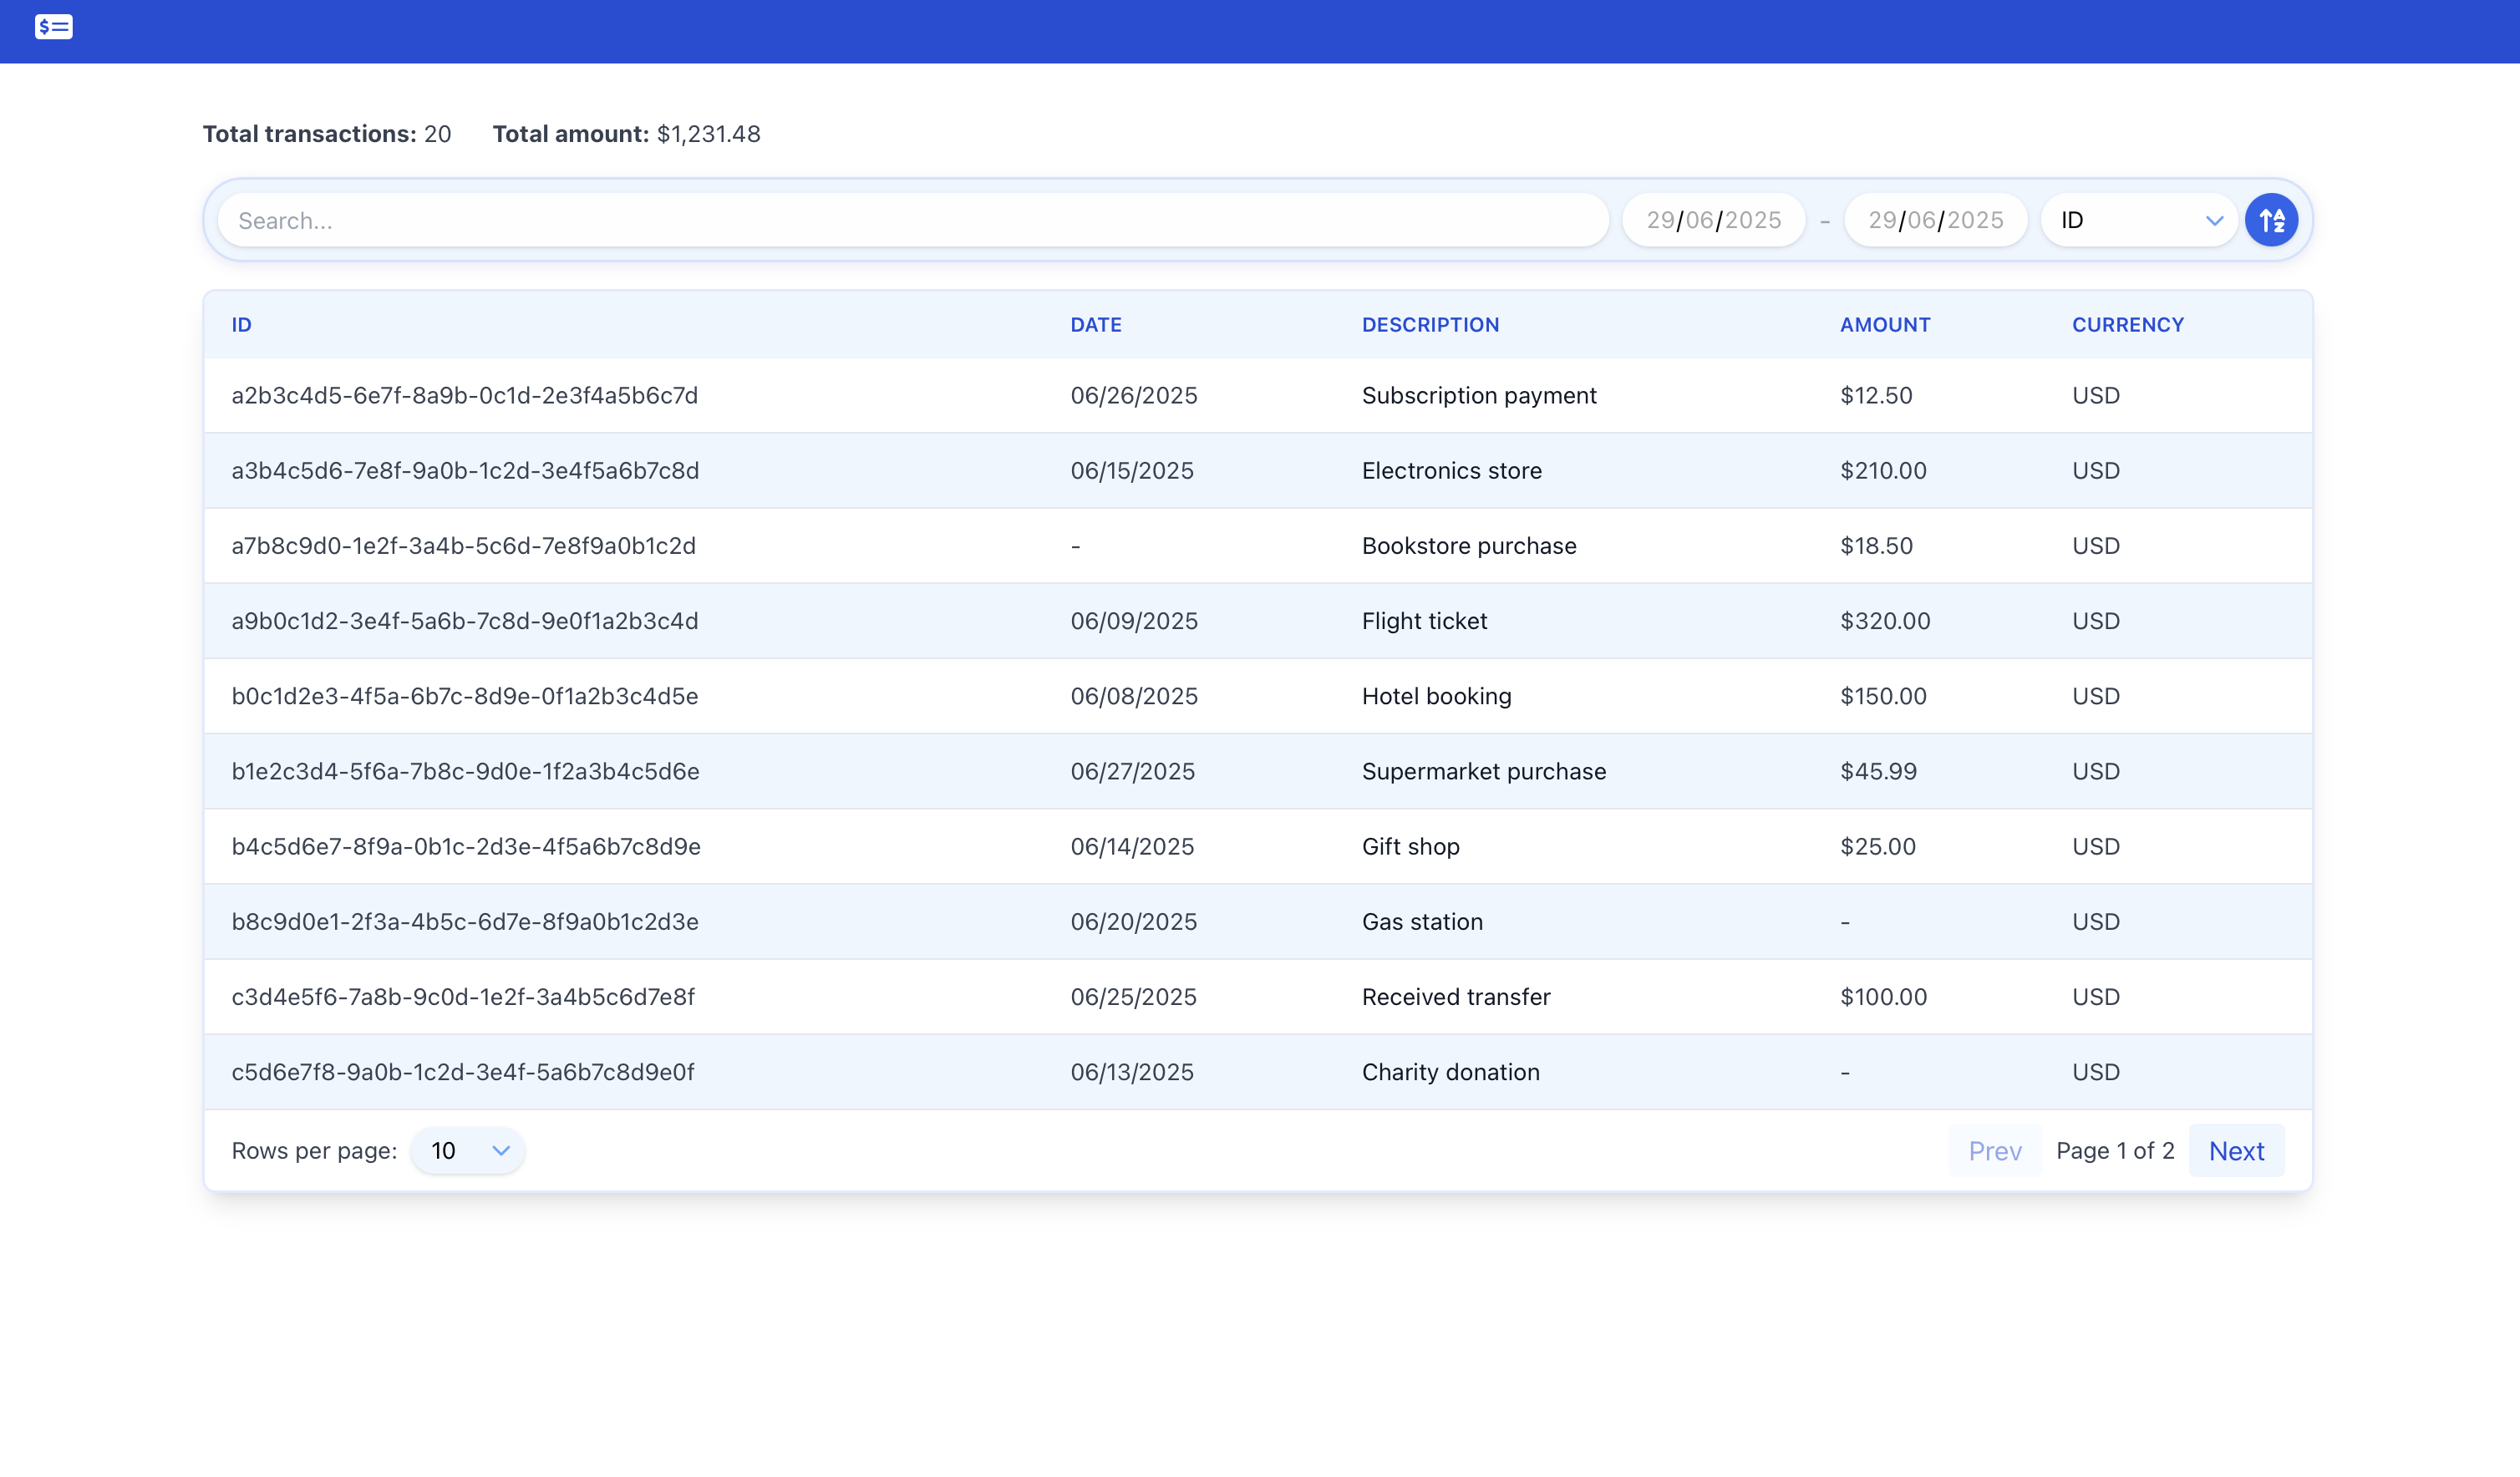 $
Total transactions: 20 Total amount: $1,231.48
Search... 29/06/2025 - 29/06/2025 ID AZ
ID DATE DESCRIPTION AMOUNT CURRENCY
a2b3c4d5-6e7f-8a9b-0c1d-2e3f4a5b6c7d 06/26/2025 Subscription payment $12.50 USD
a3b4c5d6-7e8f-9a0b-1c2d-3e4f5a6b7c8d 06/15/2025 Electronics store $210.00 USD
a7b8c9d0-1e2f-3a4b-5c6d-7e8f9a0b1c2d - Bookstore purchase $18.50 USD
a9b0c1d2-3e4f-5a6b-7c8d-9e0f1a2b3c4d 06/09/2025 Flight ticket $320.00 USD
b0c1d2e3-4f5a-6b7c-8d9e-0f1a2b3c4d5e 06/08/2025 Hotel booking $150.00 USD
b1e2c3d4-5f6a-7b8c-9d0e-1f2a3b4c5d6e 06/27/2025 Supermarket purchase $45.99 USD
b4c5d6e7-8f9a-0b1c-2d3e-4f5a6b7c8d9e 06/14/2025 Gift shop $25.00 USD
b8c9d0e1-2f3a-4b5c-6d7e-8f9a0b1c2d3e 06/20/2025 Gas station - USD
c3d4e5f6-7a8b-9c0d-1e2f-3a4b5c6d7e8f 06/25/2025 Received transfer $100.00 USD
c5d6e7f8-9a0b-1c2d-3e4f-5a6b7c8d9e0f 06/13/2025 Charity donation - USD
Rows per page: 10 Prev Page 1 of 2 Next